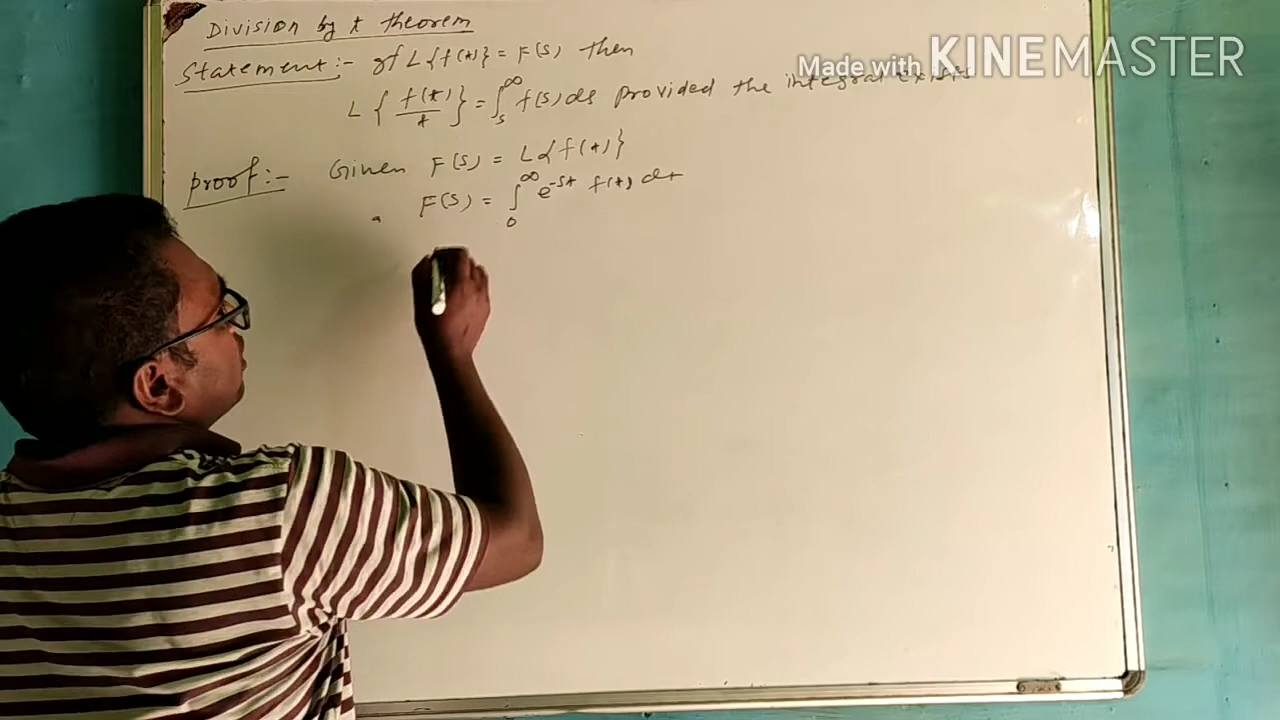 Division by t theorem
Statement:- If L{f(t)} = F(s) then
L{f(t)/t} = ∫_s^∞ f(s) ds provided the integral exists
Proof:- Given F(s) = L{f(t)}
F(s) = ∫_0^∞ e^{-st} f(t) dt
Made with KINEMASTER